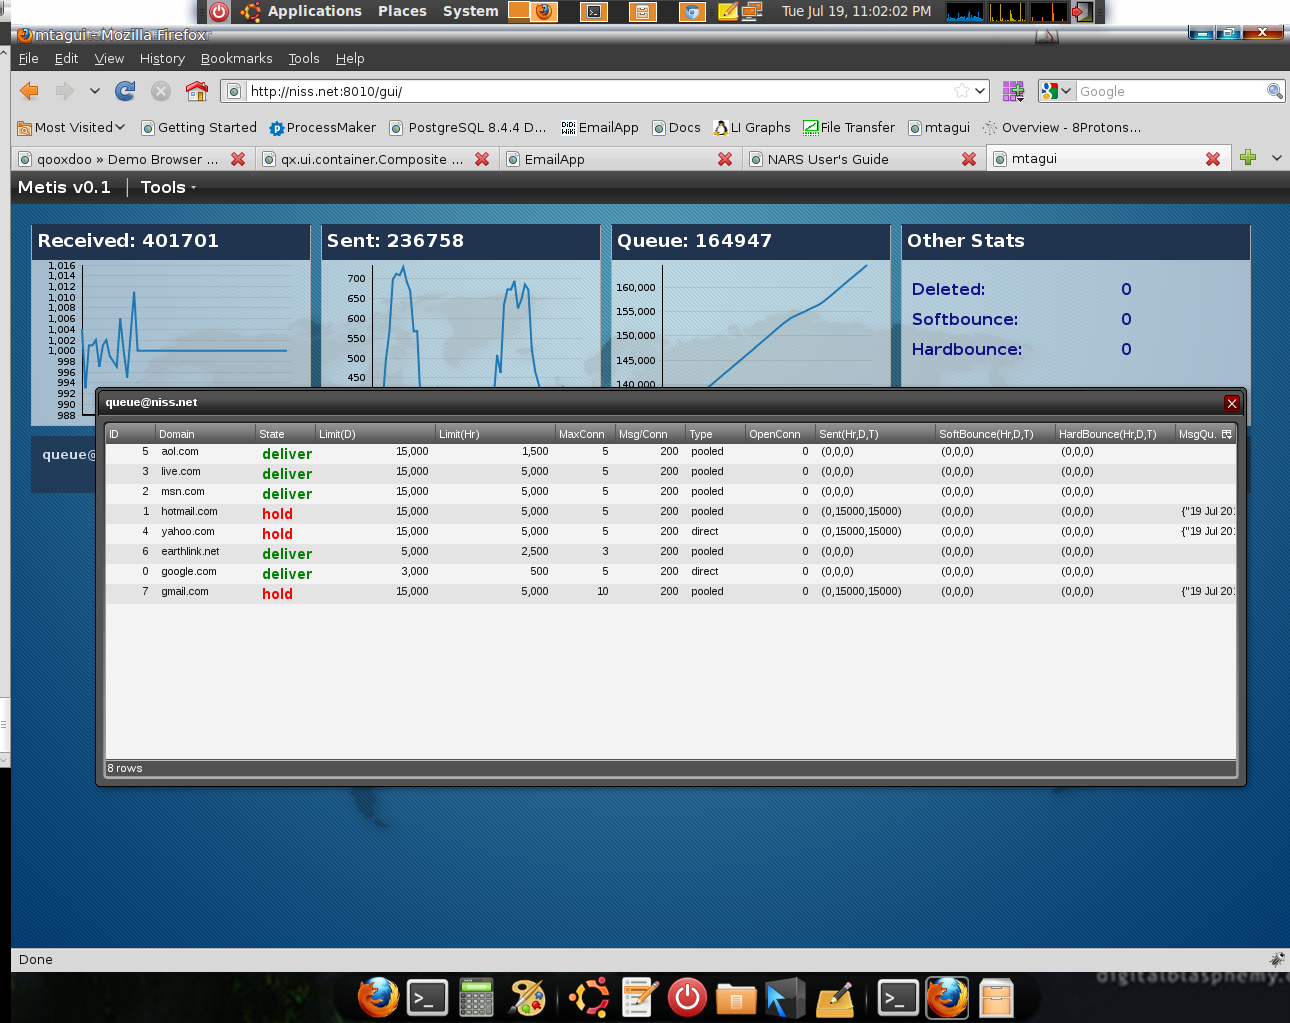 Applications Places System Tue Jul 19, 11:02:02 PM
mtagui - Mozilla Firefox
File Edit View History Bookmarks Tools Help
http://niss.net:8010/gui/ Google
Most Visited Getting Started ProcessMaker PostgreSQL 8.4.4 D... EmailApp Docs LI Graphs File Transfer mtagui Overview - 8Protons...
qooxdoo » Demo Browser ... qx.ui.container.Composite ... EmailApp NARS User's Guide mtagui
Metis v0.1 Tools
Received: 401701
1,016
1,014
1,012
1,010
1,008
1,006
1,004
1,002
1,000
998
996
994
992
990
988
Sent: 236758
700
650
600
550
500
450
Queue: 164947
160,000
155,000
150,000
145,000
140,000
Other Stats
Deleted: 0
Softbounce: 0
Hardbounce: 0
queue@
queue@niss.net
ID Domain State Limit(D) Limit(Hr) MaxConn Msg/Conn Type OpenConn Sent(Hr,D,T) SoftBounce(Hr,D,T) HardBounce(Hr,D,T) MsgQu.
5 aol.com deliver 15,000 1,500 5 200 pooled 0 (0,0,0) (0,0,0) (0,0,0)
3 live.com deliver 15,000 5,000 5 200 pooled 0 (0,0,0) (0,0,0) (0,0,0)
2 msn.com deliver 15,000 5,000 5 200 pooled 0 (0,0,0) (0,0,0) (0,0,0)
1 hotmail.com hold 15,000 5,000 5 200 pooled 0 (0,15000,15000) (0,0,0) (0,0,0) {"19 Jul 20
4 yahoo.com hold 15,000 5,000 5 200 direct 0 (0,15000,15000) (0,0,0) (0,0,0) {"19 Jul 20
6 earthlink.net deliver 5,000 2,500 3 200 pooled 0 (0,0,0) (0,0,0) (0,0,0)
0 google.com deliver 3,000 500 5 200 direct 0 (0,0,0) (0,0,0) (0,0,0)
7 gmail.com hold 15,000 5,000 10 200 pooled 0 (0,15000,15000) (0,0,0) (0,0,0) {"19 Jul 20
8 rows
Done
digitalblasphemy